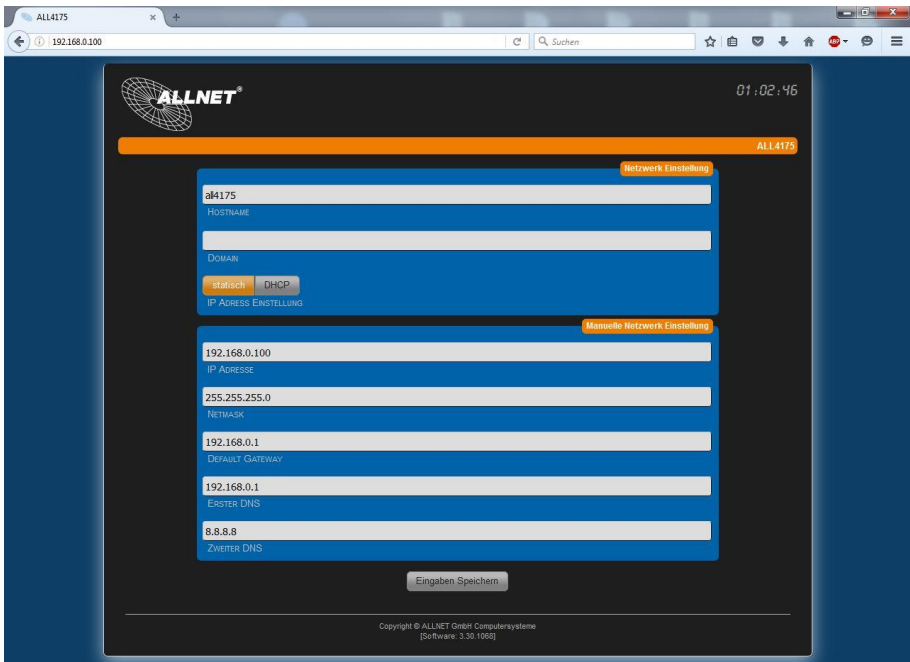 ALL4175
192.168.0.100
Suchen
ABP
ALLNET®
01:02:46
ALL4175
Netzwerk Einstellung
all4175
HOSTNAME
DOMAIN
statisch DHCP
IP ADRESS EINSTELLUNG
Manuelle Netzwerk Einstellung
192.168.0.100
IP ADRESSE
255.255.255.0
NETMASK
192.168.0.1
DEFAULT GATEWAY
192.168.0.1
ERSTER DNS
8.8.8.8
ZWEITER DNS
Eingaben Speichern
Copyright © ALLNET GmbH Computersysteme
[Software: 3.30.1068]